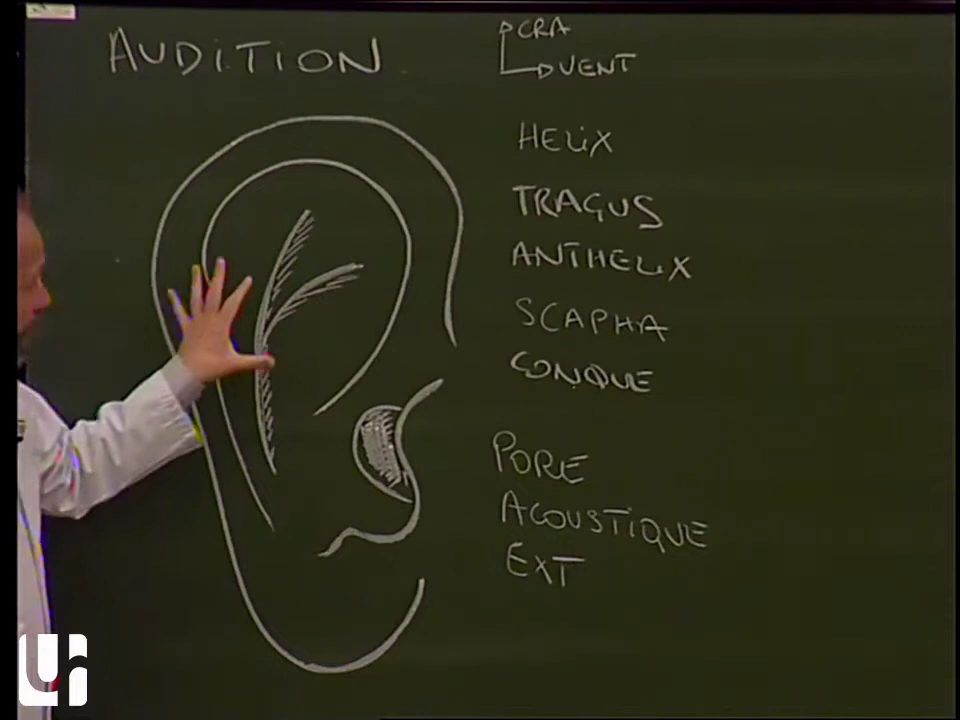 AUDITION
CRA
VENT
HELIX
TRAGUS
ANTHELIX
SCAPHA
CONQUE
PORE
ACOUSTIQUE
EXT